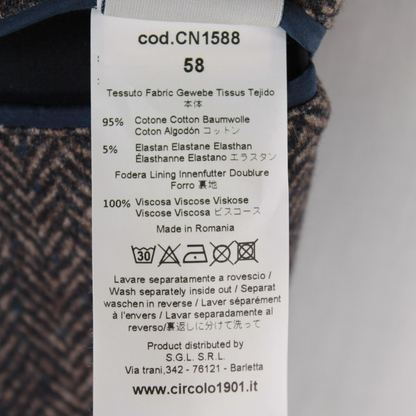 cod.CN1588
58
Tessuto Fabric Gewebe Tissus Tejido
本体
95% Cotone Cotton Baumwolle
Coton Algodón コットン
5% Elastan Elastane Elasthan
Élasthanne Elastano エラスタン
Fodera Lining Innenfutter Doublure
Forro 裏地
100% Viscosa Viscose Viskose
Viscose Viscosa ビスコース
Made in Romania
30
Lavare separatamente a rovescio /
Wash separately inside out / Separat
waschen in reverse / Laver séparément
à l'envers / Lavar separadamente al
reverso/裏返しに分けて洗って
Product distributed by
S.G.L. S.R.L.
Via trani,342 - 76121 - Barletta
www.circolo1901.it